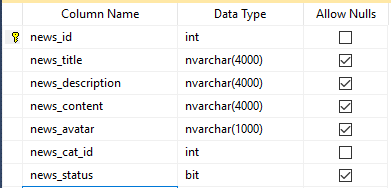 Column Name Data Type Allow Nulls
news_id int
news_title nvarchar(4000)
news_description nvarchar(4000)
news_content nvarchar(4000)
news_avatar nvarchar(1000)
news_cat_id int
news_status bit